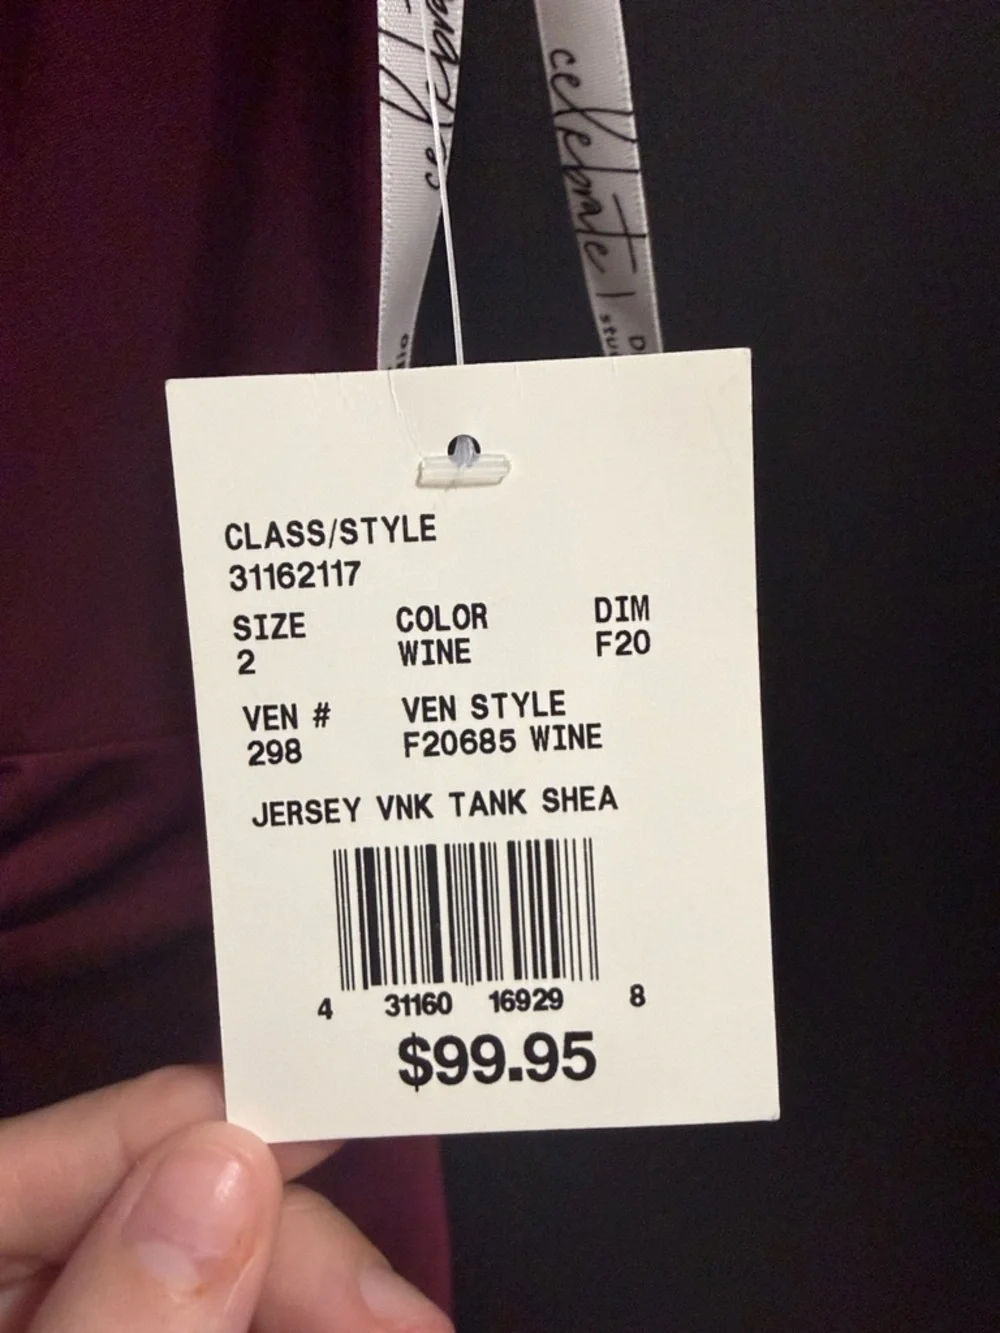 celebrate |
CLASS/STYLE
31162117
SIZE COLOR DIM
2 WINE F20
VEN # VEN STYLE
298 F20685 WINE
JERSEY VNK TANK SHEA
4 31160 16929 8
$99.95